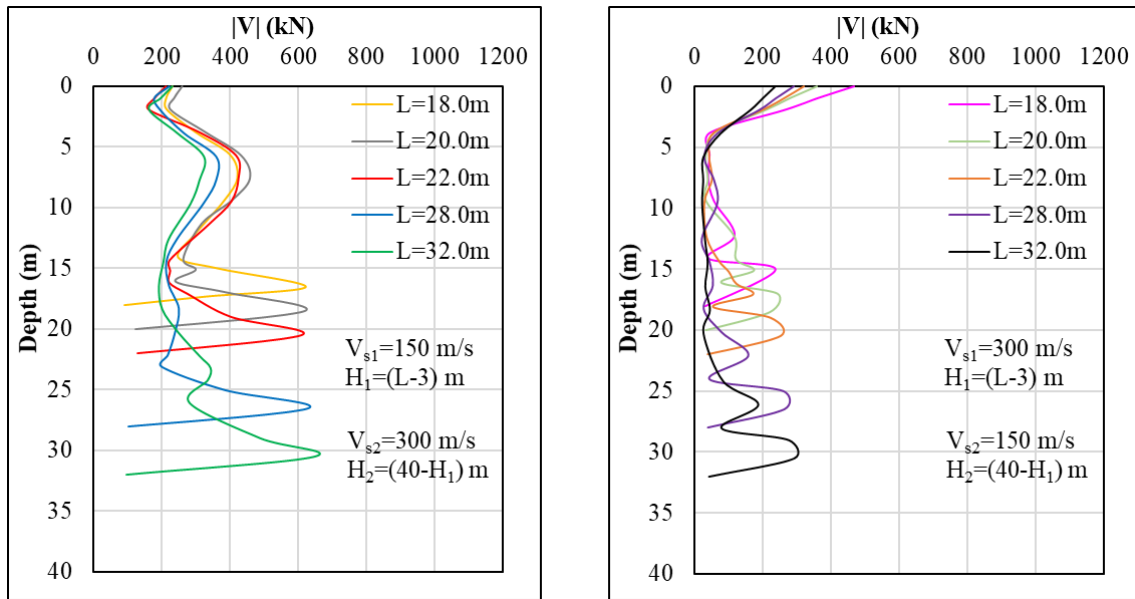 |V| (kN)
0 200 400 600 800 1000 1200
0
5
10
15
20
25
30
35
40
Depth (m)
L=18.0m
L=20.0m
L=22.0m
L=28.0m
L=32.0m
Vs1=150 m/s
H1=(L-3) m
Vs2=300 m/s
H2=(40-H1) m
|V| (kN)
0 200 400 600 800 1000 1200
0
5
10
15
20
25
30
35
40
Depth (m)
L=18.0m
L=20.0m
L=22.0m
L=28.0m
L=32.0m
Vs1=300 m/s
H1=(L-3) m
Vs2=150 m/s
H2=(40-H1) m